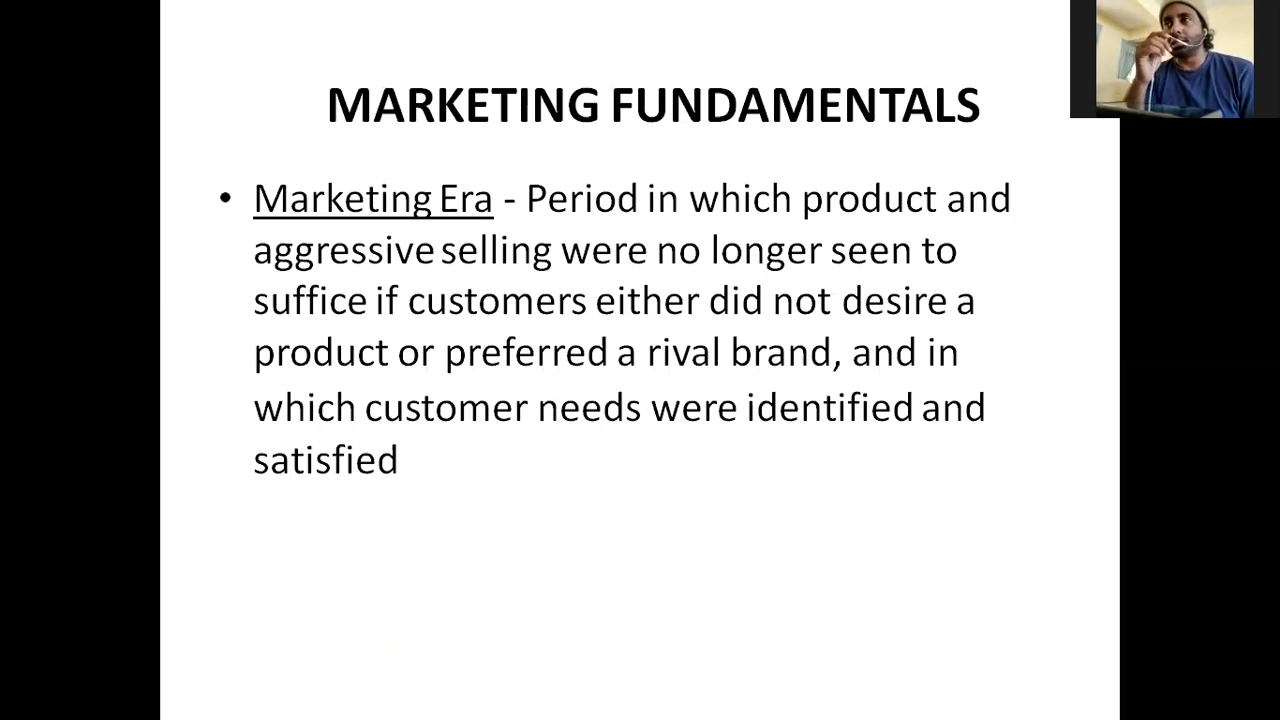 MARKETING FUNDAMENTALS
• Marketing Era - Period in which product and
aggressive selling were no longer seen to
suffice if customers either did not desire a
product or preferred a rival brand, and in
which customer needs were identified and
satisfied